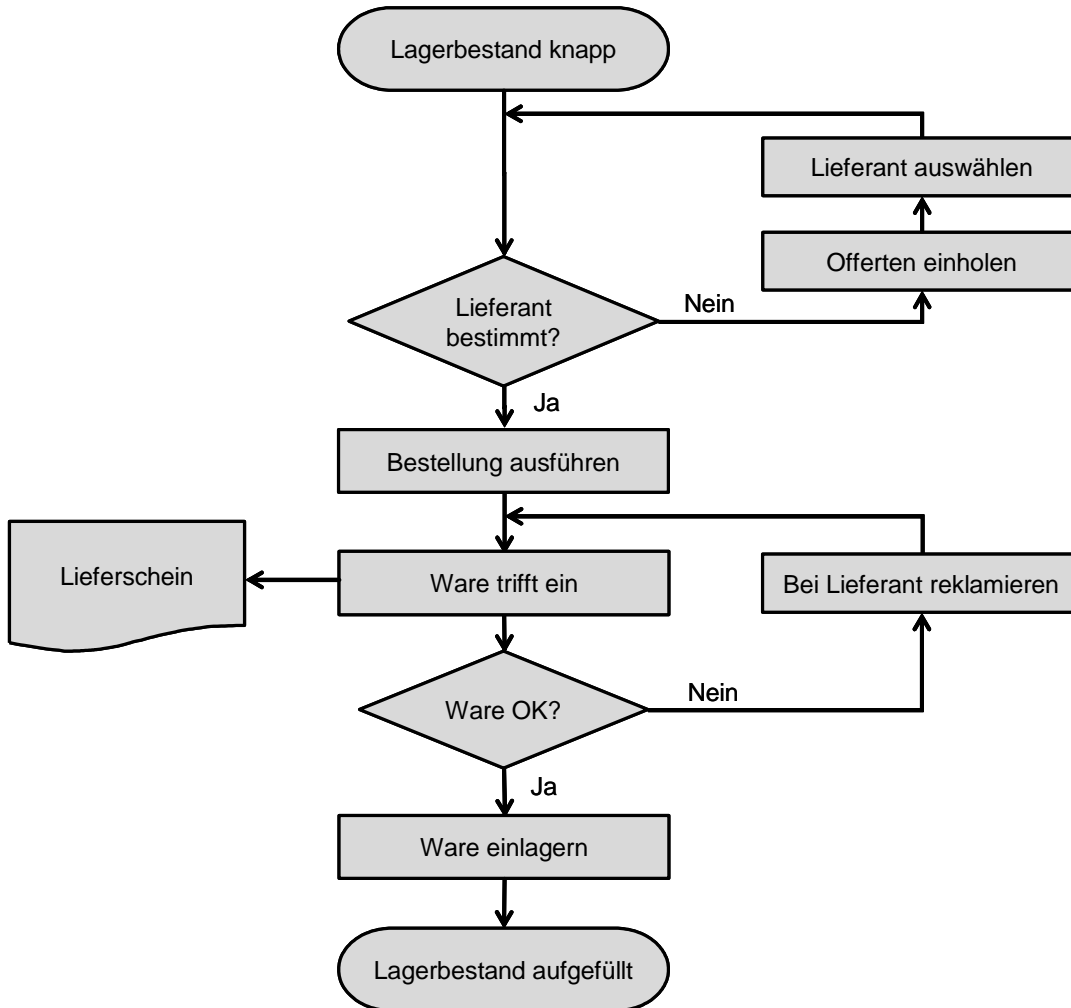 Lagerbestand knapp
Lieferant auswählen
Offerten einholen
Lieferant
bestimmt?
Nein
Ja
Bestellung ausführen
Lieferschein
Ware trifft ein
Bei Lieferant reklamieren
Ware OK?
Nein
Ja
Ware einlagern
Lagerbestand aufgefüllt